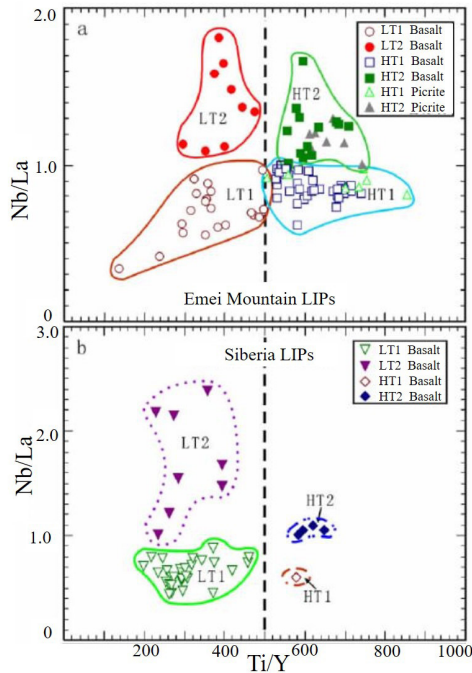 2.0
a
LT1 Basalt
LT2 Basalt
HT1 Basalt
HT2 Basalt
HT1 Picrite
HT2 Picrite
LT2
HT2
1.0
LT1
HT1
Nb/La
Emei Mountain LIPs
0
3.0
b
Siberia LIPs
LT1 Basalt
LT2 Basalt
HT1 Basalt
HT2 Basalt
LT2
2.0
Nb/La
HT2
1.0
LT1
HT1
0
200
400
600
800
1000
Ti/Y